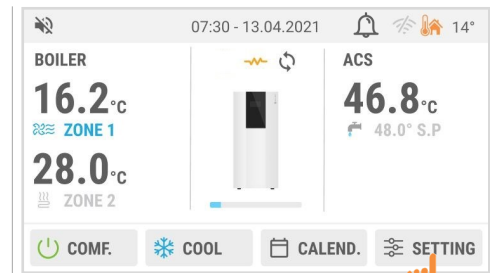 07:30 - 13.04.2021 14°
BOILER
16.2°c
ZONE 1
28.0°c
ZONE 2
ACS
46.8°c
48.0° S.P
COMF. COOL CALEND. SETTING